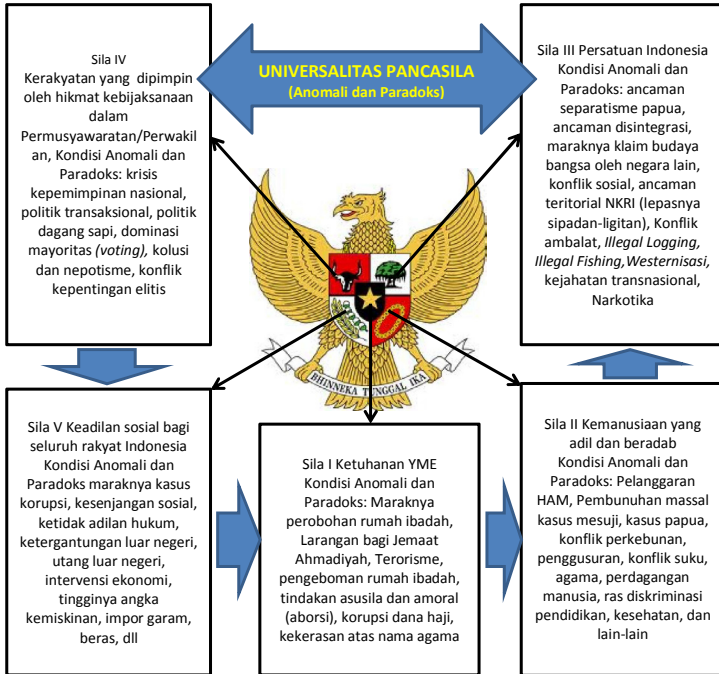 Sila IV
Kerakyatan yang dipimpin
oleh hikmat kebijaksanaan
dalam
Permusyawaratan/Perwakil
an, Kondisi Anomali dan
Paradoks: krisis
kepemimpinan nasional,
politik transaksional, politik
dagang sapi, dominasi
mayoritas (voting), kolusi
dan nepotisme, konflik
kepentingan elitis
UNIVERSALITAS PANCASILA
(Anomali dan Paradoks)
Sila III Persatuan Indonesia
Kondisi Anomali dan
Paradoks: ancaman
separatisme papua,
ancaman disintegrasi,
maraknya klaim budaya
bangsa oleh negara lain,
konflik sosial, ancaman
teritorial NKRI (lepasnya
sipadan-ligitan), Konflik
ambalat, Illegal Logging,
Illegal Fishing,Westernisasi,
kejahatan transnasional,
Narkotika
BHINNEKA TUNGGAL IKA
Sila V Keadilan sosial bagi
seluruh rakyat Indonesia
Kondisi Anomali dan
Paradoks maraknya kasus
korupsi, kesenjangan sosial,
ketidak adilan hukum,
ketergantungan luar negeri,
utang luar negeri,
intervensi ekonomi,
tingginya angka
kemiskinan, impor garam,
beras, dll
Sila I Ketuhanan YME
Kondisi Anomali dan
Paradoks: Maraknya
perobohan rumah ibadah,
Larangan bagi Jemaat
Ahmadiyah, Terorisme,
pengeboman rumah ibadah,
tindakan asusila dan amoral
(aborsi), korupsi dana haji,
kekerasan atas nama agama
Sila II Kemanusiaan yang
adil dan beradab
Kondisi Anomali dan
Paradoks: Pelanggaran
HAM, Pembunuhan massal
kasus mesuji, kasus papua,
konflik perkebunan,
penggusuran, konflik suku,
agama, perdagangan
manusia, ras diskriminasi
pendidikan, kesehatan, dan
lain-lain